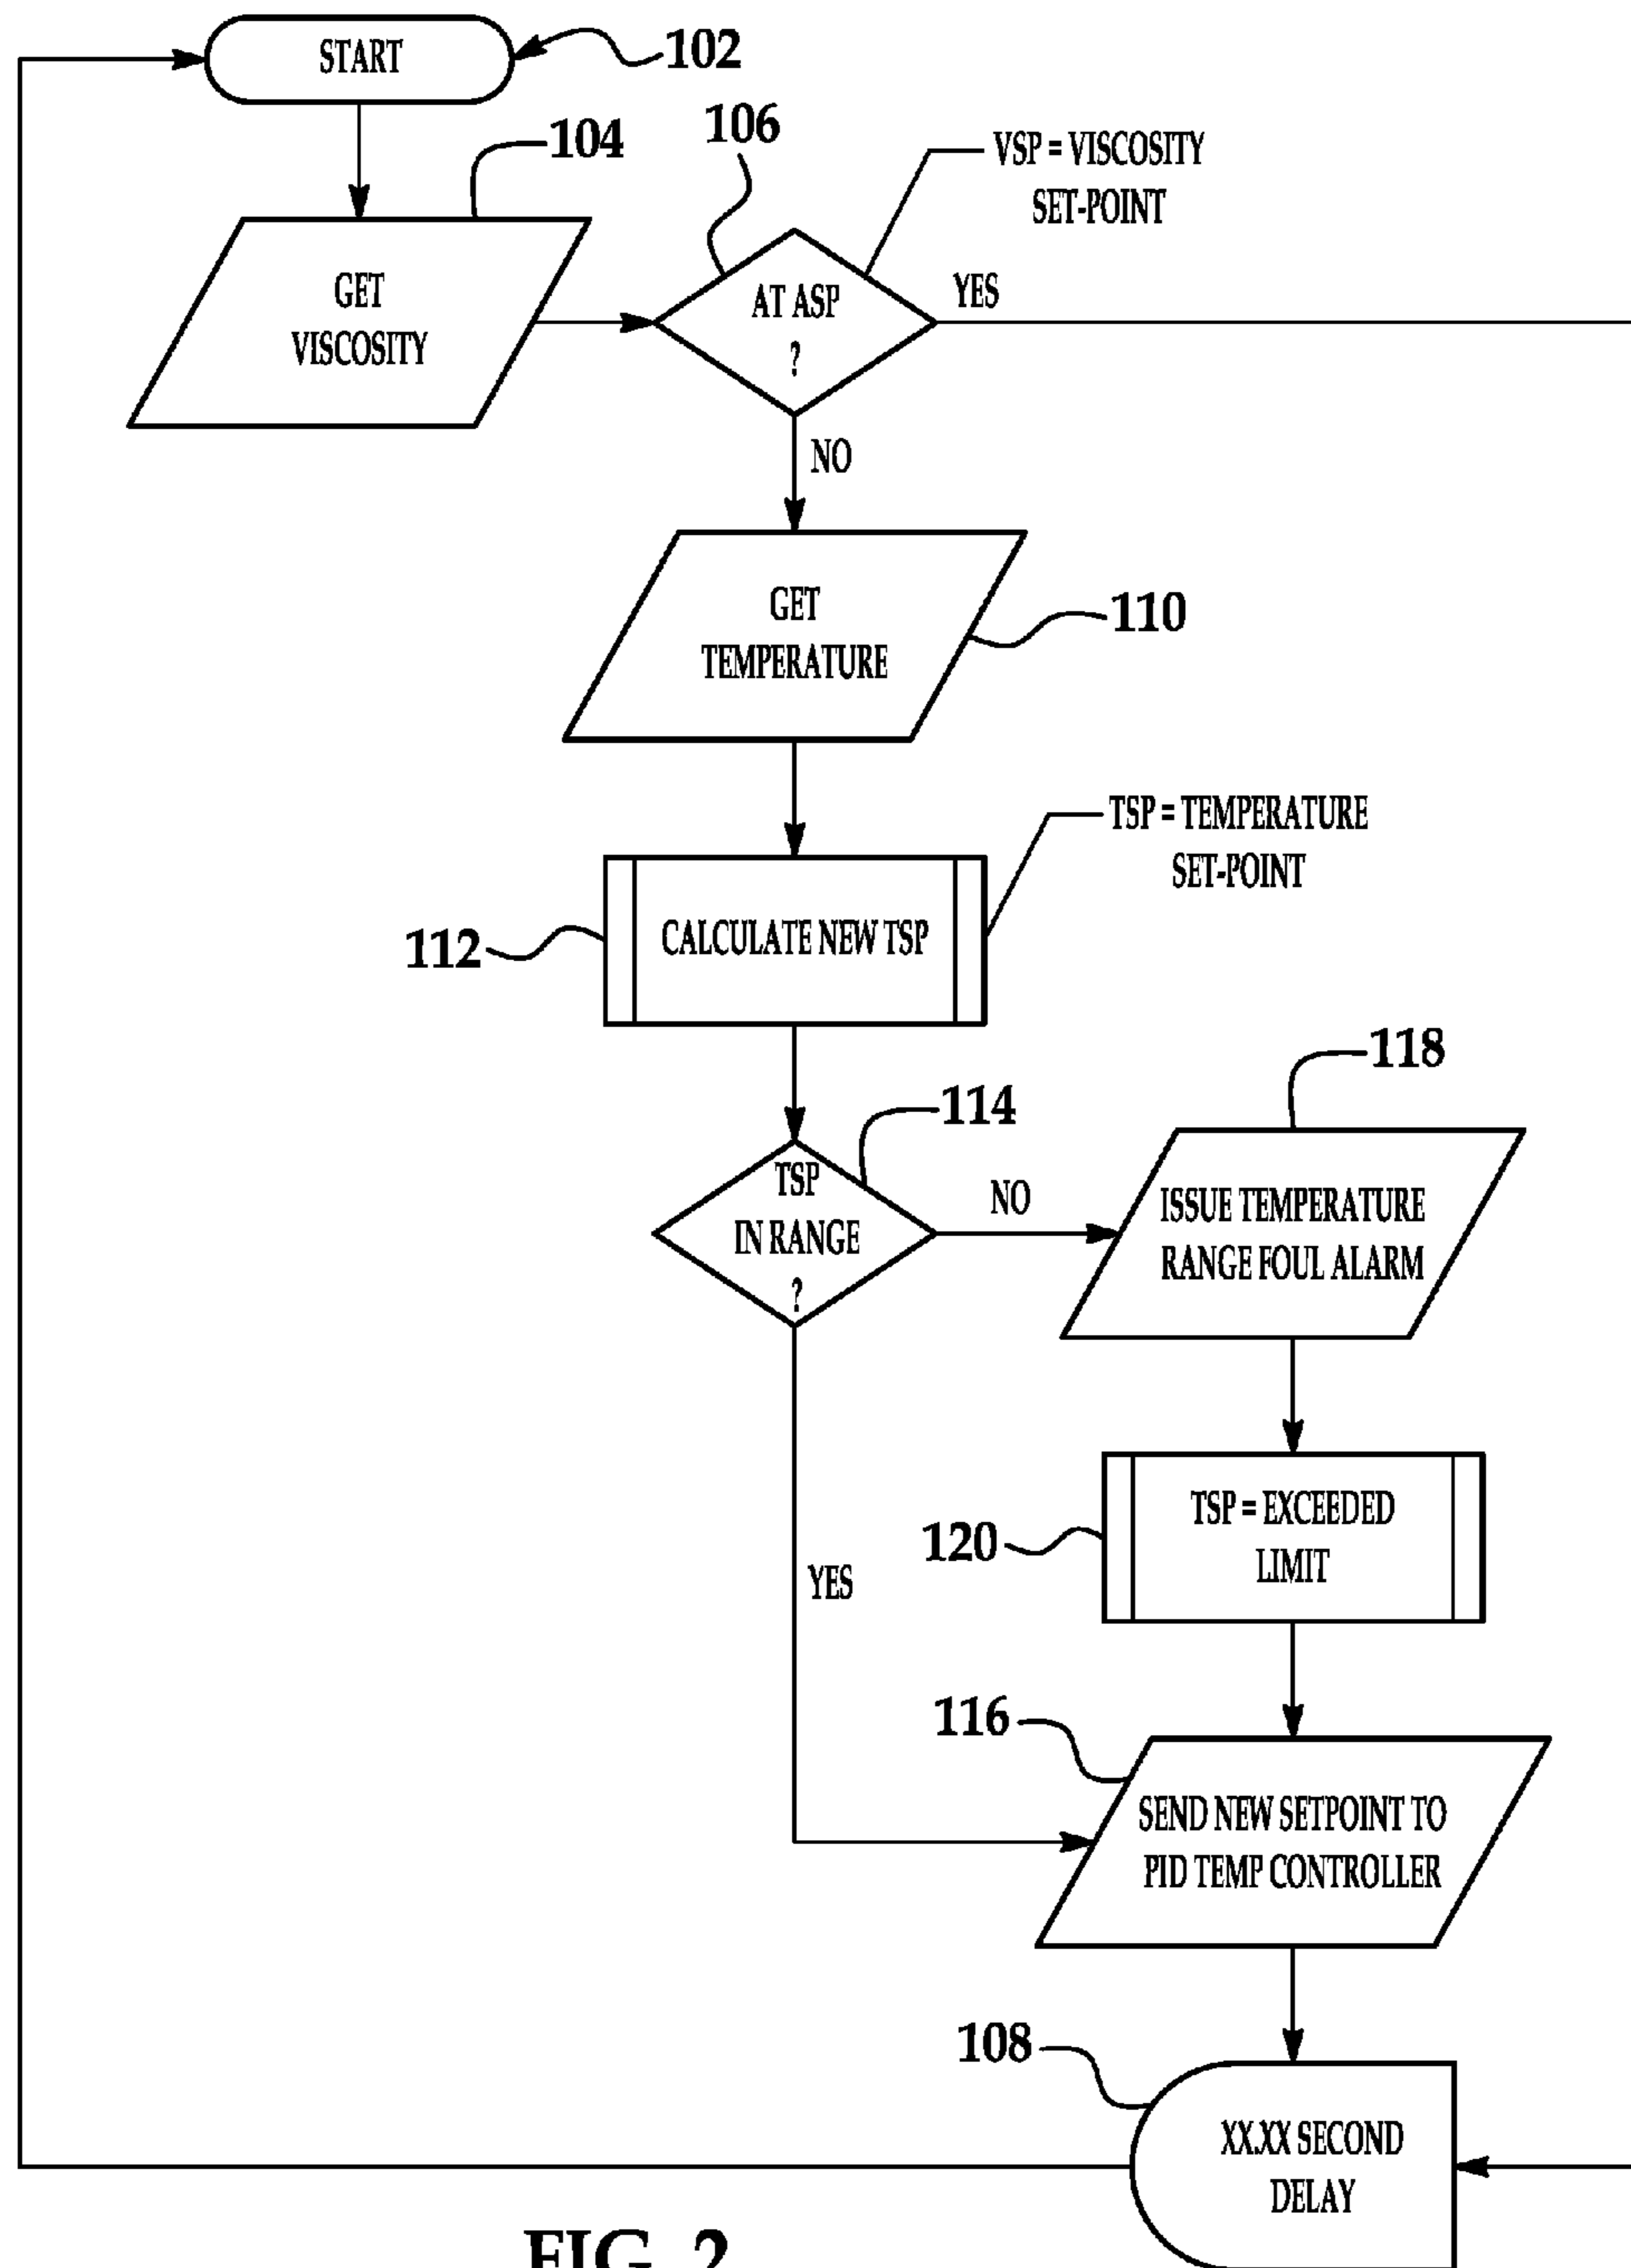 START
102
104
106
VSP = VISCOSITY
SET-POINT
GET
VISCOSITY
AT ASP
?
YES
NO
GET
TEMPERATURE
110
TSP = TEMPERATURE
SET-POINT
112
CALCULATE NEW TSP
118
114
TSP
IN RANGE
?
NO
ISSUE TEMPERATURE
RANGE FOUL ALARM
120
TSP = EXCEEDED
LIMIT
YES
116
SEND NEW SETPOINT TO
PID TEMP CONTROLLER
108
XX.XX SECOND
DELAY
FIG. 2